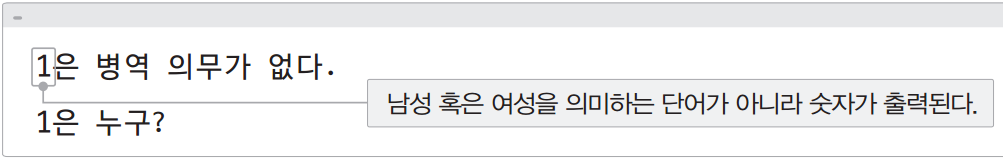 1은 병역 의무가 없다.
남성 혹은 여성을 의미하는 단어가 아니라 숫자가 출력된다.
1은 누구?